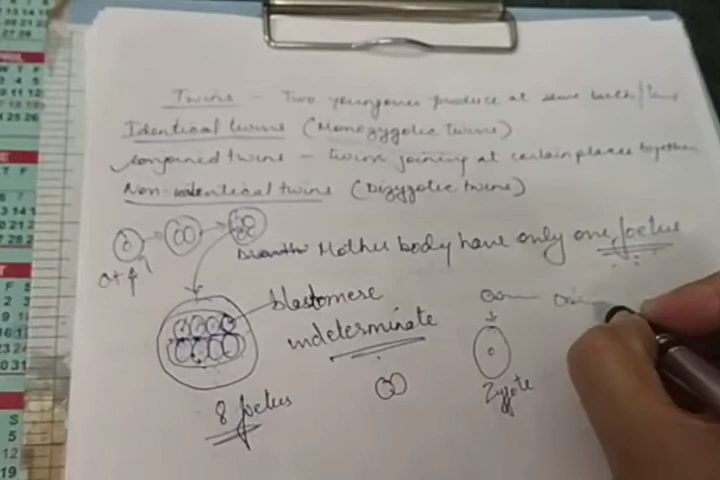 Twins - Two youngones produce at same birth/time
Identical twins (Monozygotic Twins)
conjoined twins - twins joining at certain places together
Non-identical twins (Dizygotic twins)
Mother body have only one foetus
blastomere
indeterminate
8 foetus
Zygote